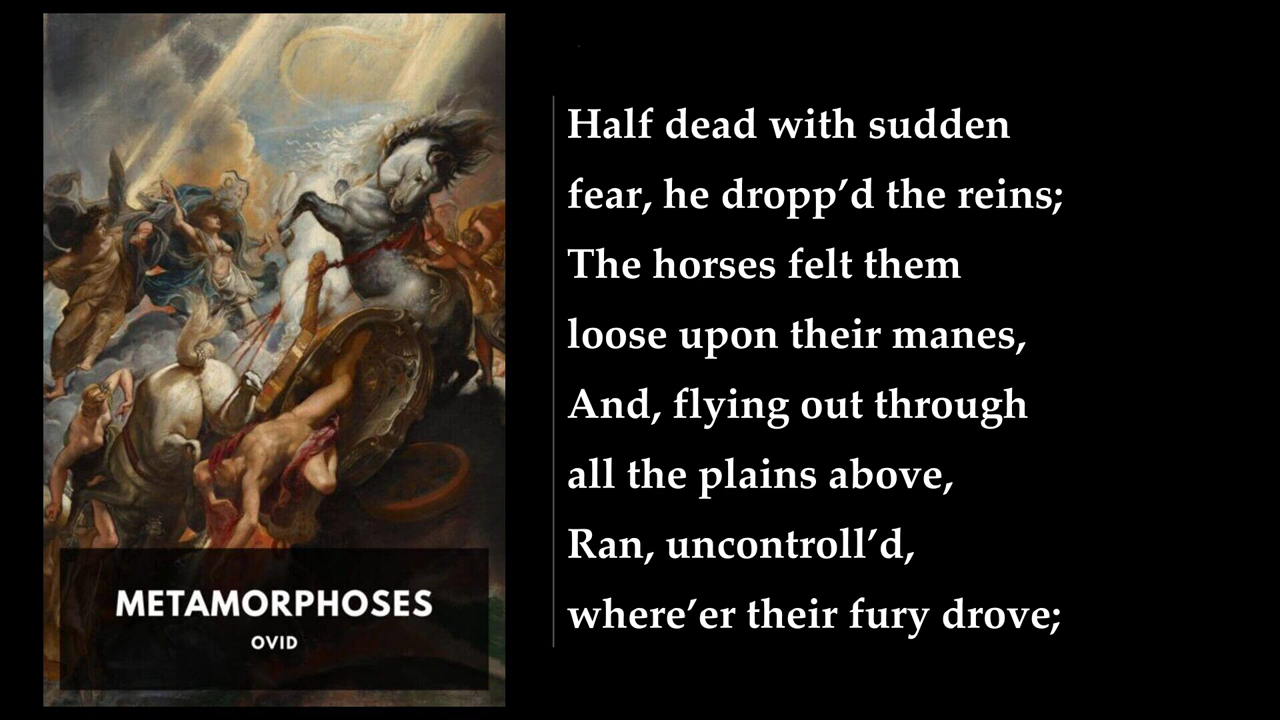 METAMORPHOSES
OVID
Half dead with sudden
fear, he dropp’d the reins;
The horses felt them
loose upon their manes,
And, flying out through
all the plains above,
Ran, uncontroll’d,
where’er their fury drove;